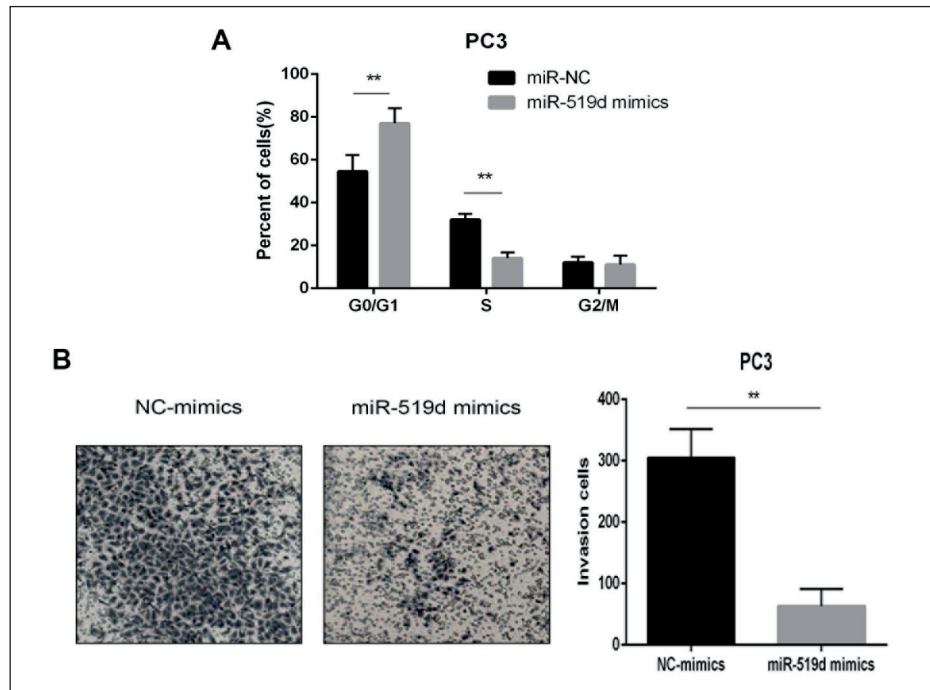 A
PC3
miR-NC
miR-519d mimics
**
**
Percent of cells(%)
100
80
60
40
20
0
G0/G1
S
G2/M
B
NC-mimics
miR-519d mimics
PC3
**
Invasion cells
400
300
200
100
0
NC-mimics
miR-519d mimics